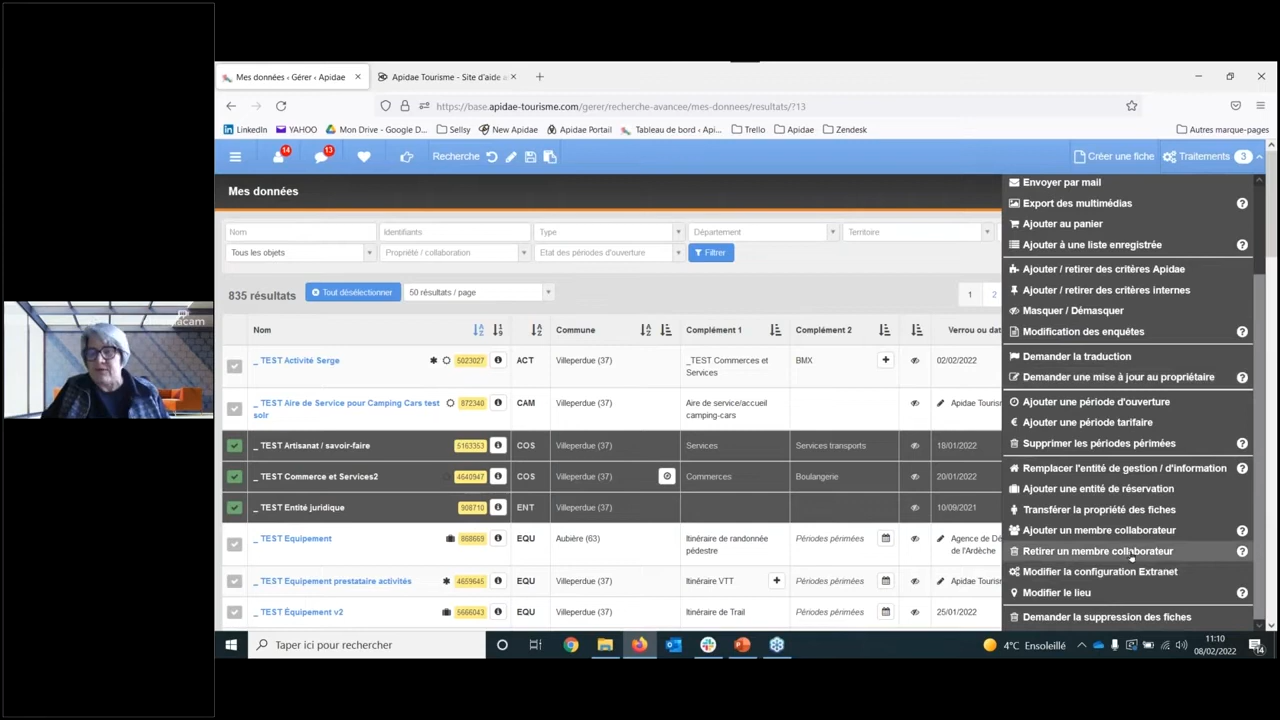 Mes données ‹ Gérer ‹ Apidae
Apidae Tourisme - Site d'aide
https://base.apidae-tourisme.com/gerer/recherche-avancee/mes-donnees/resultats/?13
LinkedIn YAHOO Mon Drive - Google D... Sellsy New Apidae Apidae Portail Tableau de bord ‹ Api... Trello Apidae Zendesk Autres marque-pages
14 13 Recherche Créer une fiche Traitements 3
Mes données
Nom Identifiants Type Département Territoire
Tous les objets Propriété / collaboration Etat des périodes d'ouverture Filtrer
835 résultats Tout désélectionner 50 résultats / page 1 2
Nom Commune Complément 1 Complément 2 Verrou ou dat
_ TEST Activité Serge 5023027 ACT Villeperdue (37) _TEST Commerces et BMX 02/02/2022
Services
_ TEST Aire de Service pour Camping Cars test 872340 CAM Villeperdue (37) Aire de service/accueil Apidae Touris
solr camping-cars
_ TEST Artisanat / savoir-faire 5163353 COS Villeperdue (37) Services Services transports 18/01/2022
_ TEST Commerce et Services2 4640947 COS Villeperdue (37) Commerces Boulangerie 20/01/2022
_ TEST Entité juridique 908710 ENT Villeperdue (37) 10/09/2021
_ TEST Equipement 868669 EQU Aubière (63) Itinéraire de randonnée Périodes périmées Agence de Dé
pédestre de l'Ardèche
_ TEST Equipement prestataire activités 4659645 EQU Villeperdue (37) Itinéraire VTT Périodes périmées Apidae Touris
_ TEST Équipement v2 5666043 EQU Villeperdue (37) Itinéraire de Trail Périodes périmées 25/01/2022
Envoyer par mail
Export des multimédias ?
Ajouter au panier
Ajouter à une liste enregistrée ?
Ajouter / retirer des critères Apidae
Ajouter / retirer des critères internes
Masquer / Démasquer
Modification des enquêtes ?
Demander la traduction
Demander une mise à jour au propriétaire ?
Ajouter une période d'ouverture
€ Ajouter une période tarifaire
Supprimer les périodes périmées ?
Remplacer l'entité de gestion / d'information ?
Ajouter une entité de réservation
Transférer la propriété des fiches
Ajouter un membre collaborateur ?
Retirer un membre collaborateur ?
Modifier la configuration Extranet
Modifier le lieu ?
Demander la suppression des fiches
Taper ici pour rechercher
4°C Ensoleillé
11:10
08/02/2022
14